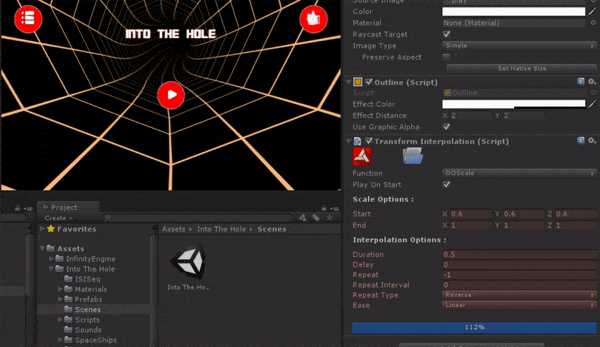 INTO THE HOLE
Project
Create
Favorites
Assets
InfinityEngine
Into The Hole
ISISeq
Materials
Prefabs
Scenes
Scripts
Sounds
SpaceShips
Assets Into The Hole Scenes
Into The Ho...
Source Image
Color
Material None (Material)
Raycast Target
Image Type Simple
Preserve Aspect
Set Native Size
Outline (Script)
Script Outline
Effect Color
Effect Distance X 2 Y 2
Use Graphic Alpha
Transform Interpolation (Script)
Function DOScale
Play On Start
Scale Options :
Start X 0.6 Y 0.6 Z 0.6
End X 1 Y 1 Z 1
Interpolation Options :
Duration 0.5
Delay 0
Repeat -1
Repeat Interval 0
Repeat Type Reverse
Ease Linear
112%